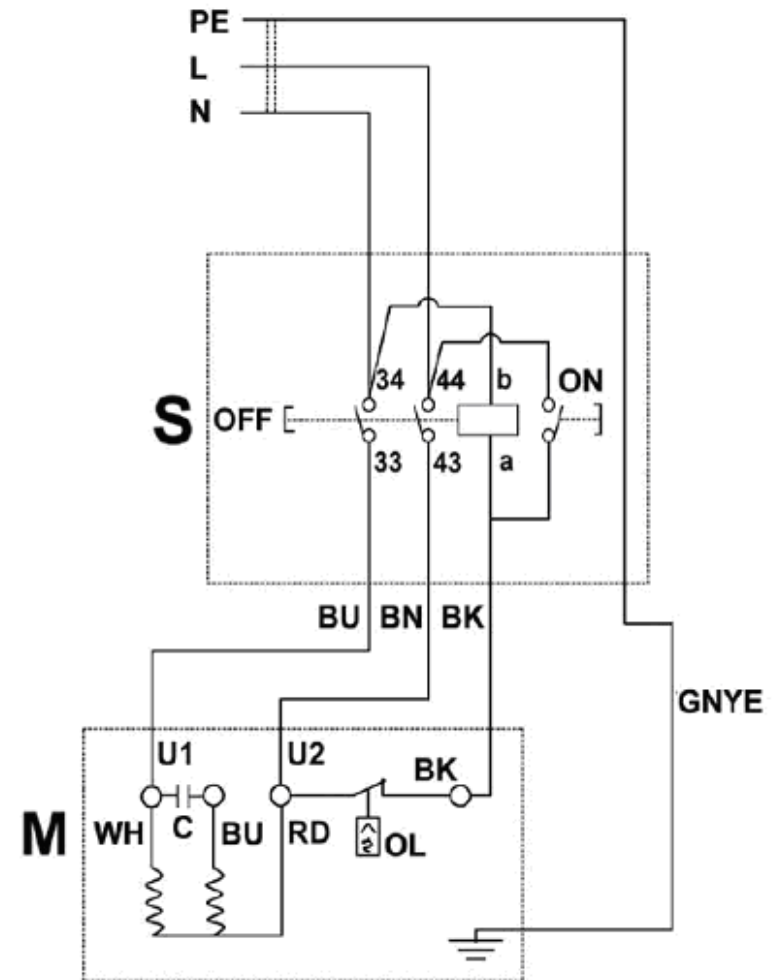 PE
L
N
34 44 b ON
S OFF
33 43 a
BU BN BK
GNYE
U1 U2 BK
M WH C BU RD OL